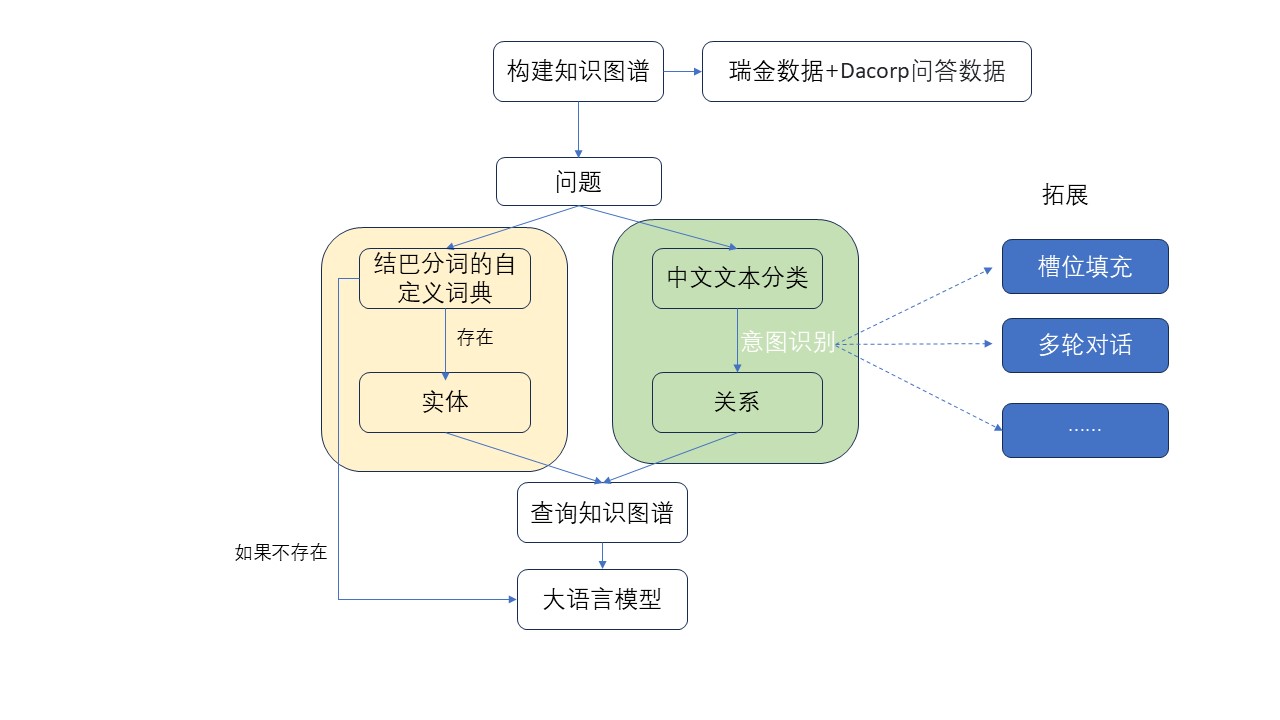 构建知识图谱
瑞金数据+Dacorp问答数据
问题
拓展
结巴分词的自
定义词典
中文文本分类
槽位填充
存在
意图识别
多轮对话
实体
关系
……
查询知识图谱
如果不存在
大语言模型